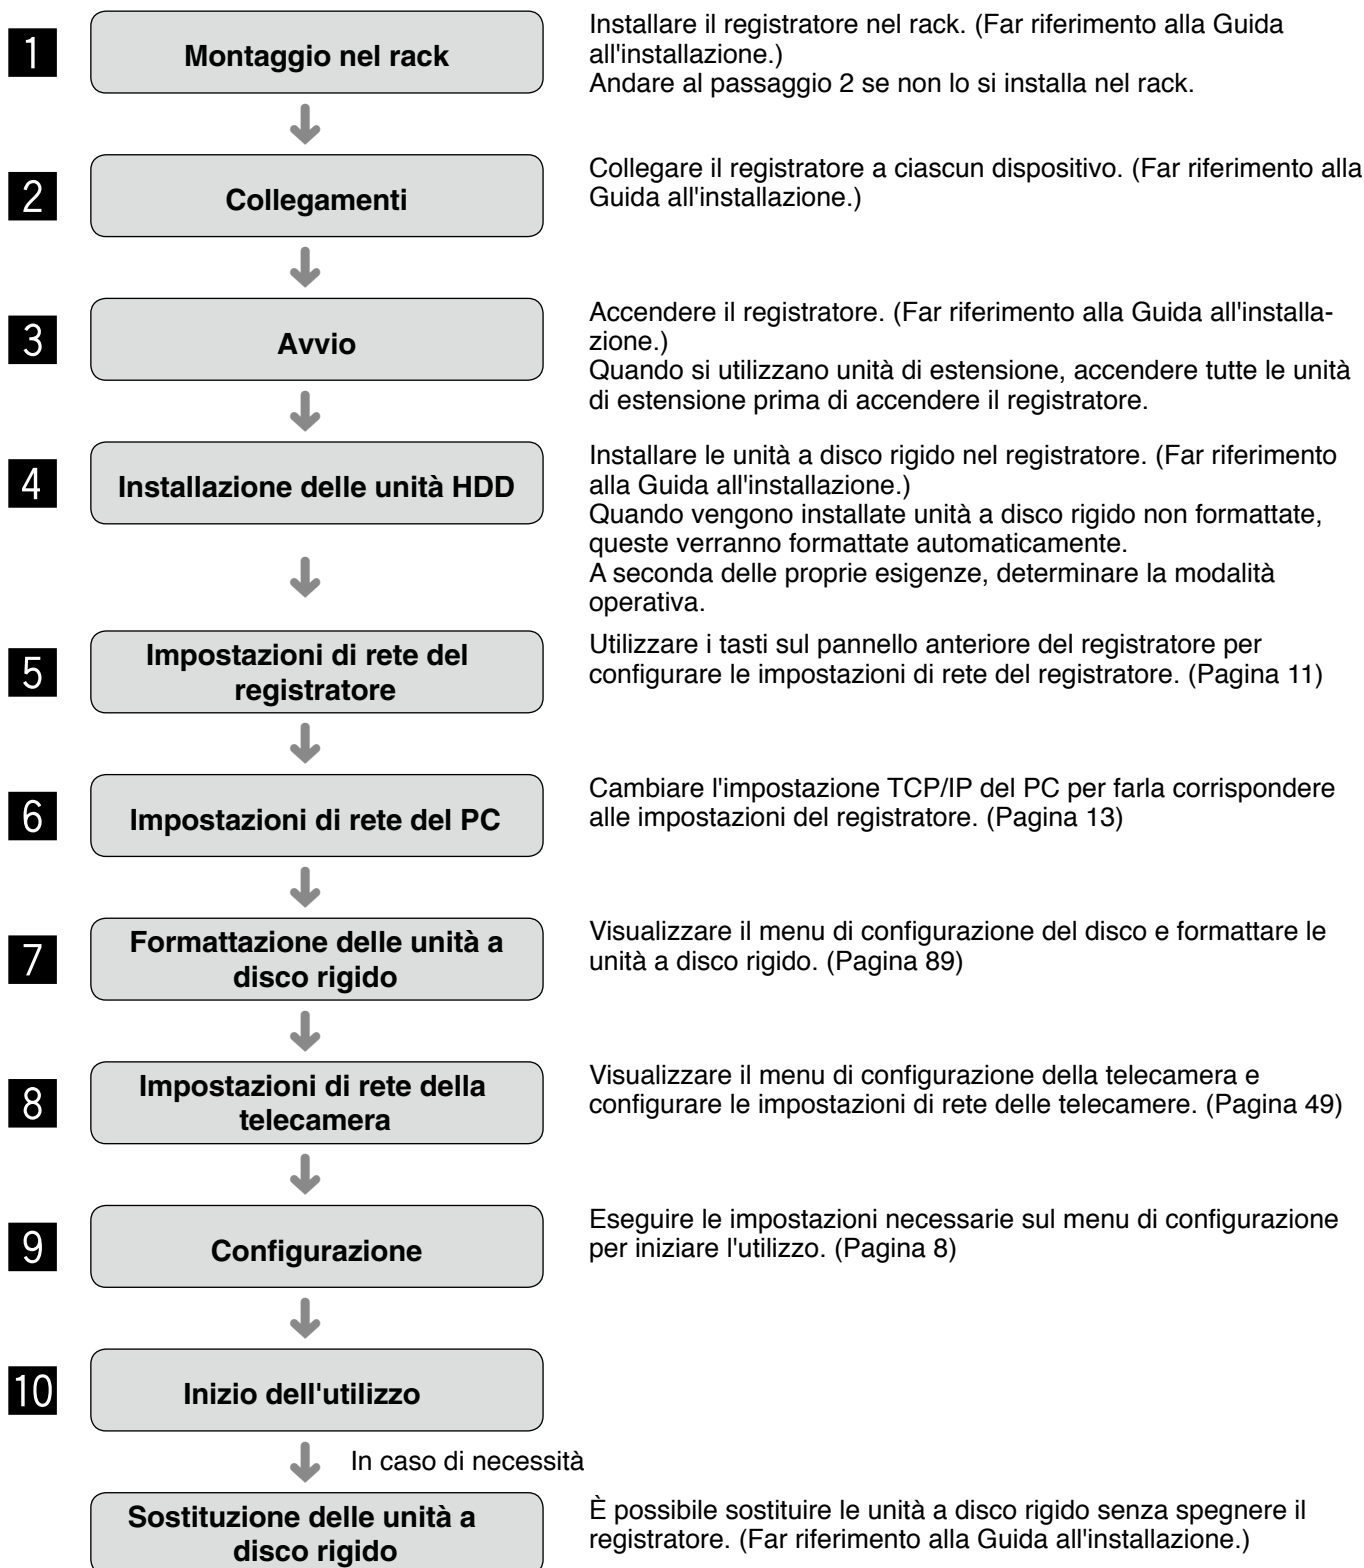 1
Montaggio nel rack
Installare il registratore nel rack. (Far riferimento alla Guida
all'installazione.)
Andare al passaggio 2 se non lo si installa nel rack.
2
Collegamenti
Collegare il registratore a ciascun dispositivo. (Far riferimento alla
Guida all'installazione.)
3
Avvio
Accendere il registratore. (Far riferimento alla Guida all'installa-
zione.)
Quando si utilizzano unità di estensione, accendere tutte le unità
di estensione prima di accendere il registratore.
4
Installazione delle unità HDD
Installare le unità a disco rigido nel registratore. (Far riferimento
alla Guida all'installazione.)
Quando vengono installate unità a disco rigido non formattate,
queste verranno formattate automaticamente.
A seconda delle proprie esigenze, determinare la modalità
operativa.
5
Impostazioni di rete del
registratore
Utilizzare i tasti sul pannello anteriore del registratore per
configurare le impostazioni di rete del registratore. (Pagina 11)
6
Impostazioni di rete del PC
Cambiare l'impostazione TCP/IP del PC per farla corrispondere
alle impostazioni del registratore. (Pagina 13)
7
Formattazione delle unità a
disco rigido
Visualizzare il menu di configurazione del disco e formattare le
unità a disco rigido. (Pagina 89)
8
Impostazioni di rete della
telecamera
Visualizzare il menu di configurazione della telecamera e
configurare le impostazioni di rete delle telecamere. (Pagina 49)
9
Configurazione
Eseguire le impostazioni necessarie sul menu di configurazione
per iniziare l'utilizzo. (Pagina 8)
10
Inizio dell'utilizzo
In caso di necessità
Sostituzione delle unità a
disco rigido
È possibile sostituire le unità a disco rigido senza spegnere il
registratore. (Far riferimento alla Guida all'installazione.)